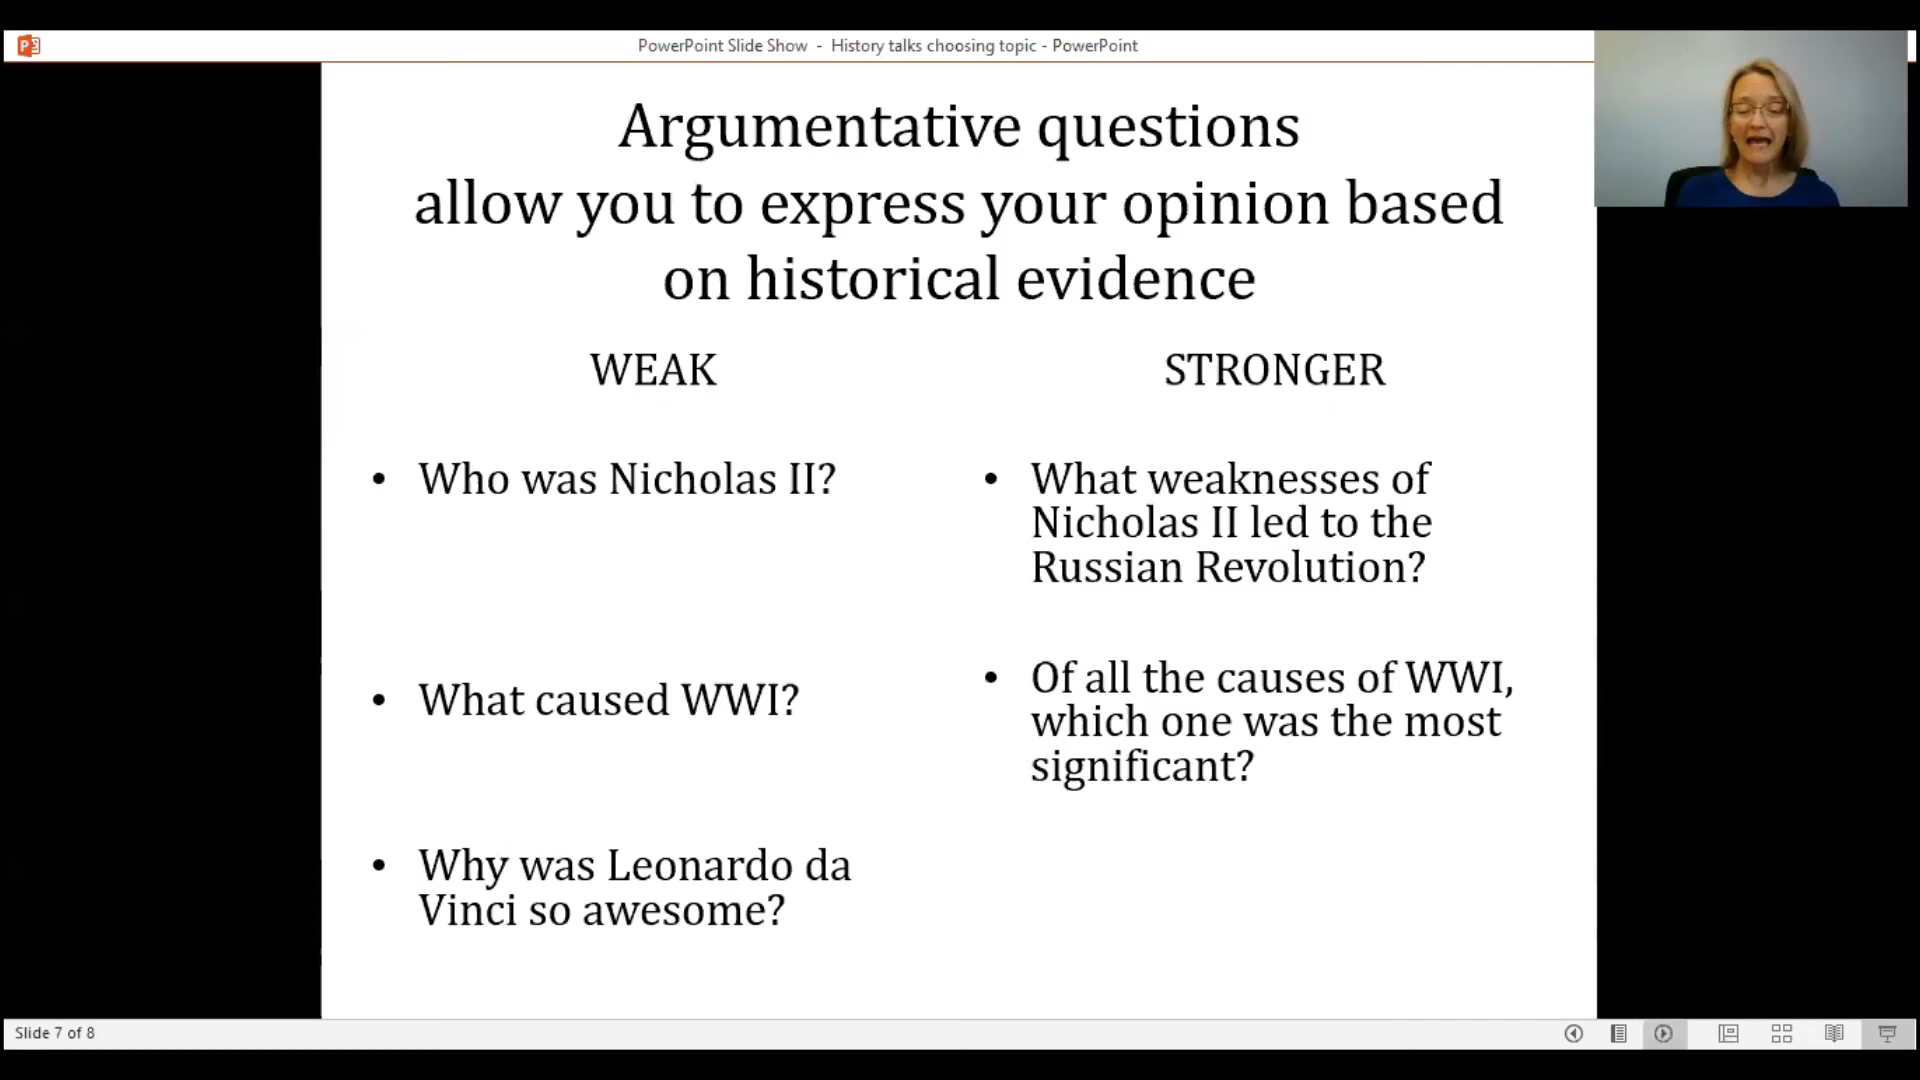 PowerPoint Slide Show - History talks choosing topic - PowerPoint
Argumentative questions
allow you to express your opinion based
on historical evidence
WEAK
• Who was Nicholas II?
• What caused WWI?
• Why was Leonardo da
Vinci so awesome?
STRONGER
• What weaknesses of
Nicholas II led to the
Russian Revolution?
• Of all the causes of WWI,
which one was the most
significant?
Slide 7 of 8